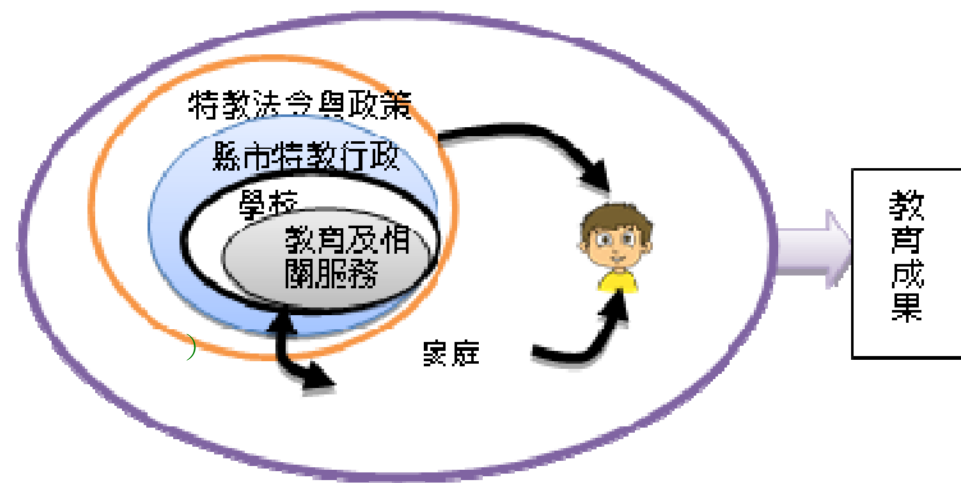 特教法令與政策
縣市特教行政
學校
教育及相
關服務
家庭
教
育
成
果
)